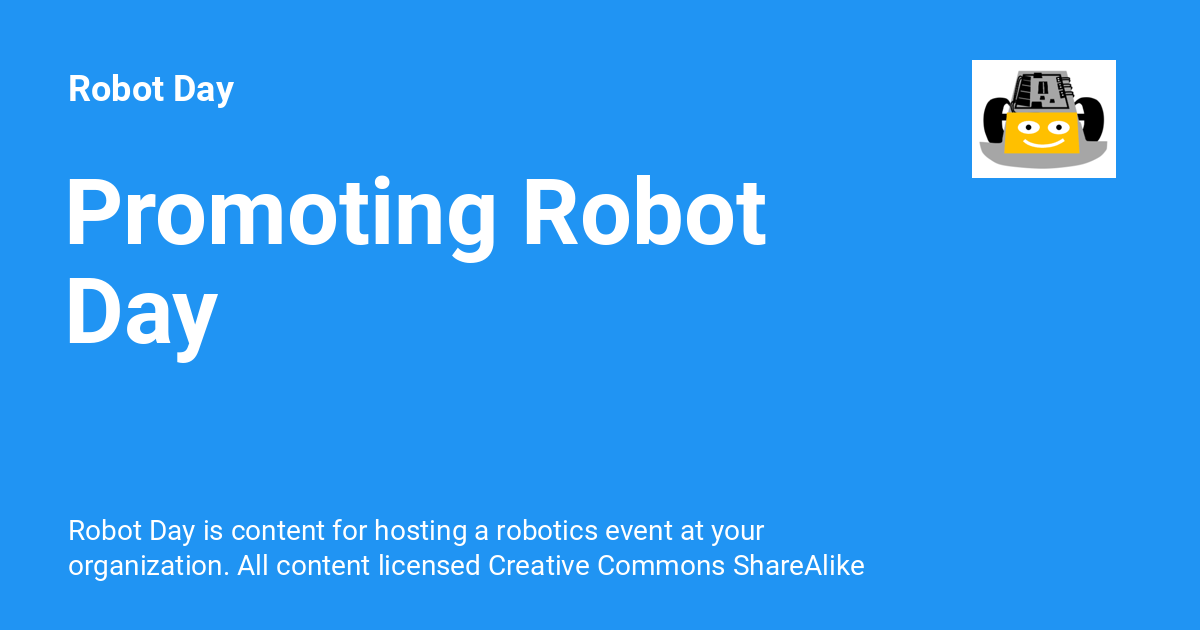 Robot Day
Promoting Robot
Day
Robot Day is content for hosting a robotics event at your
organization. All content licensed Creative Commons ShareAlike